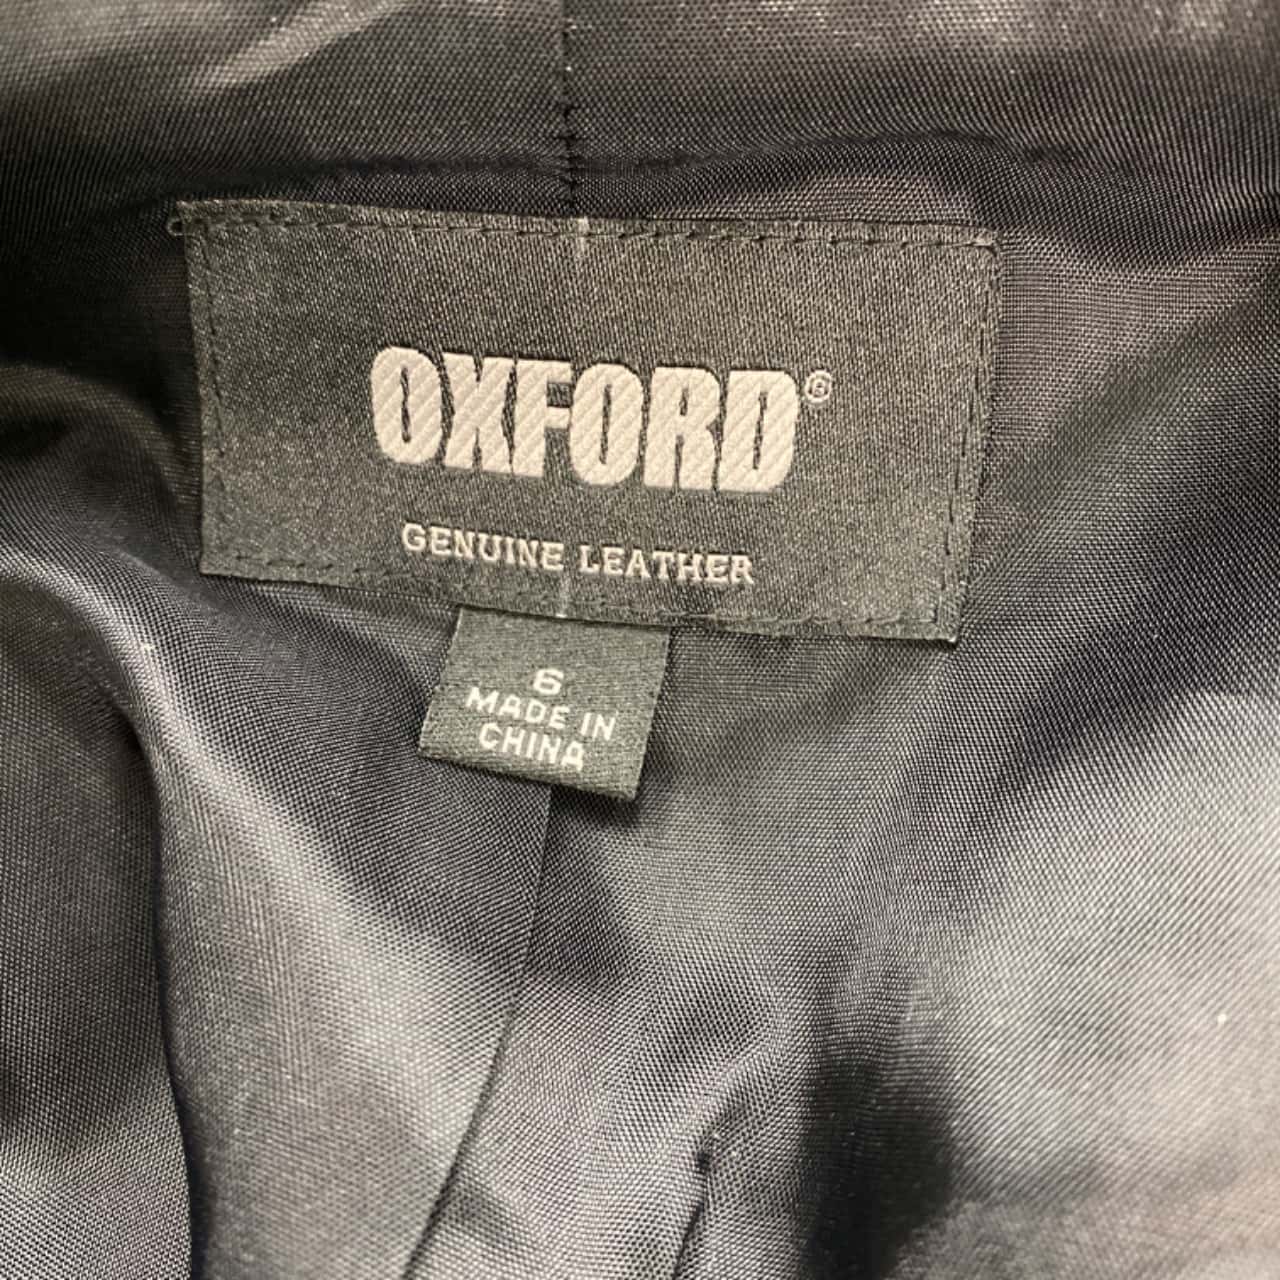 OXFORD®
GENUINE LEATHER
6
MADE IN
CHINA